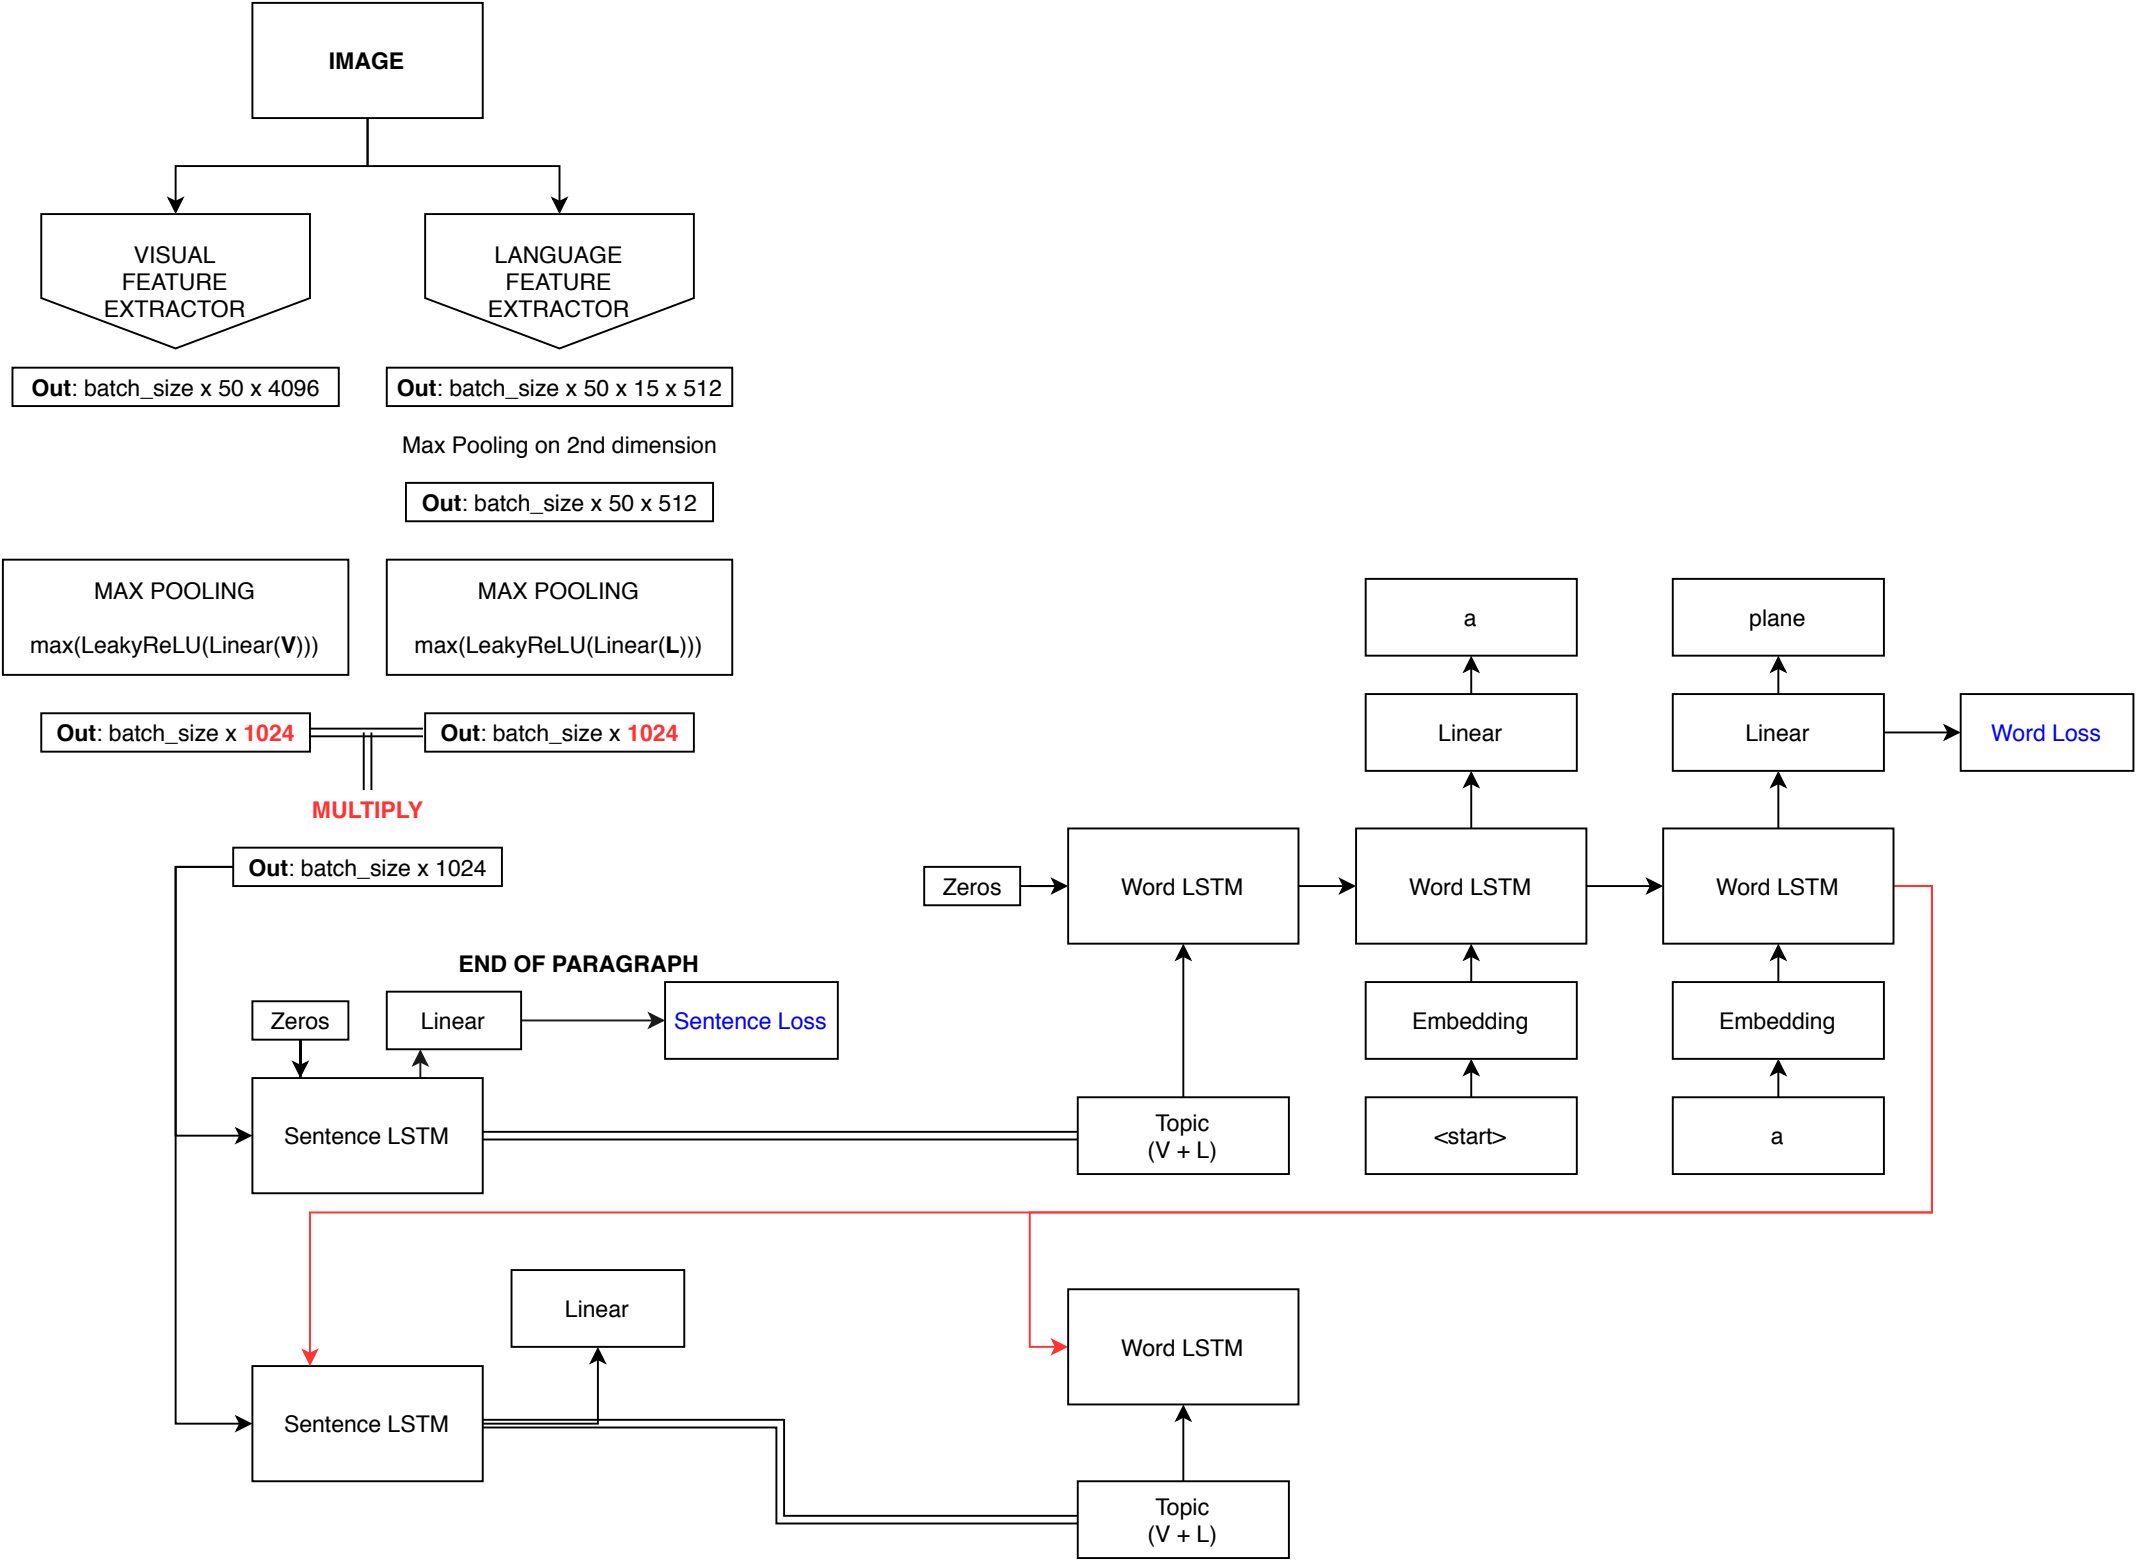 IMAGE
VISUAL
FEATURE
EXTRACTOR
LANGUAGE
FEATURE
EXTRACTOR
Out: batch_size x 50 x 4096
Out: batch_size x 50 x 15 x 512
Max Pooling on 2nd dimension
Out: batch_size x 50 x 512
MAX POOLING
max(LeakyReLU(Linear(V)))
MAX POOLING
max(LeakyReLU(Linear(L)))
Out: batch_size x 1024
Out: batch_size x 1024
MULTIPLY
Out: batch_size x 1024
a
plane
Linear
Linear
Word Loss
Zeros
Word LSTM
Word LSTM
Word LSTM
END OF PARAGRAPH
Zeros
Linear
Sentence Loss
Embedding
Embedding
Sentence LSTM
Topic
(V + L)
<start>
a
Linear
Word LSTM
Sentence LSTM
Topic
(V + L)